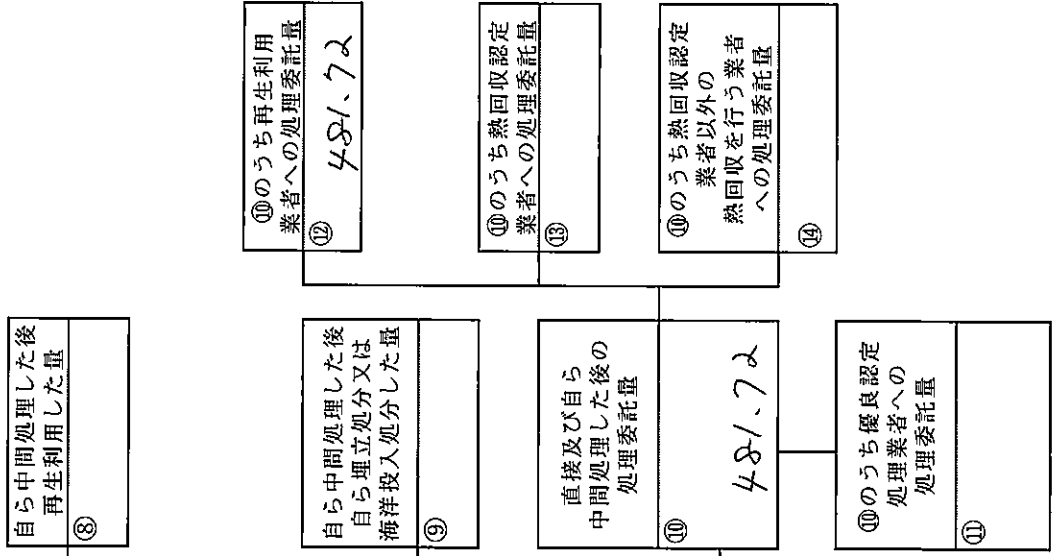 自ら中間処理した後
再生利用した量
⑧
自ら中間処理した後
自ら埋立処分又は
海洋投入処分した量
⑨
直接及び自ら
中間処理した後の
処理委託量
⑩
481.72
⑩のうち優良認定
処理業者への
処理委託量
⑪
⑩のうち再生利用
業者への処理委託量
⑫
481.72
⑩のうち熱回収認定
業者への処理委託量
⑬
⑩のうち熱回収認定
業者以外の
熱回収を行う業者
への処理委託量
⑭